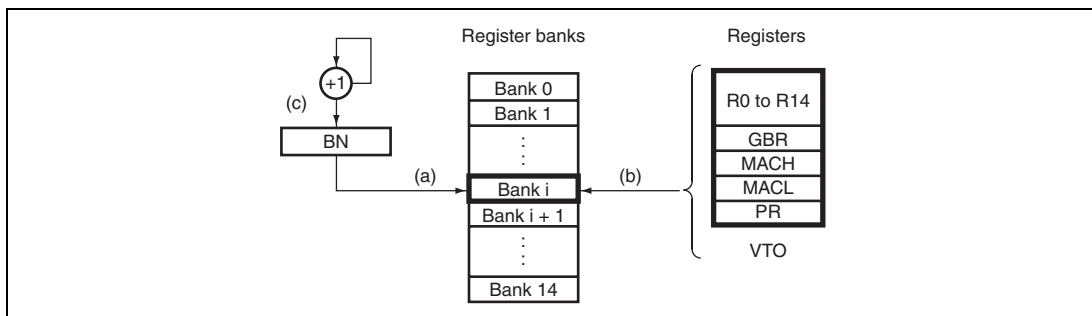 Register banks
Registers
+1
(c)
BN
(a)
Bank 0
Bank 1
Bank i
Bank i + 1
Bank 14
(b)
R0 to R14
GBR
MACH
MACL
PR
VTO